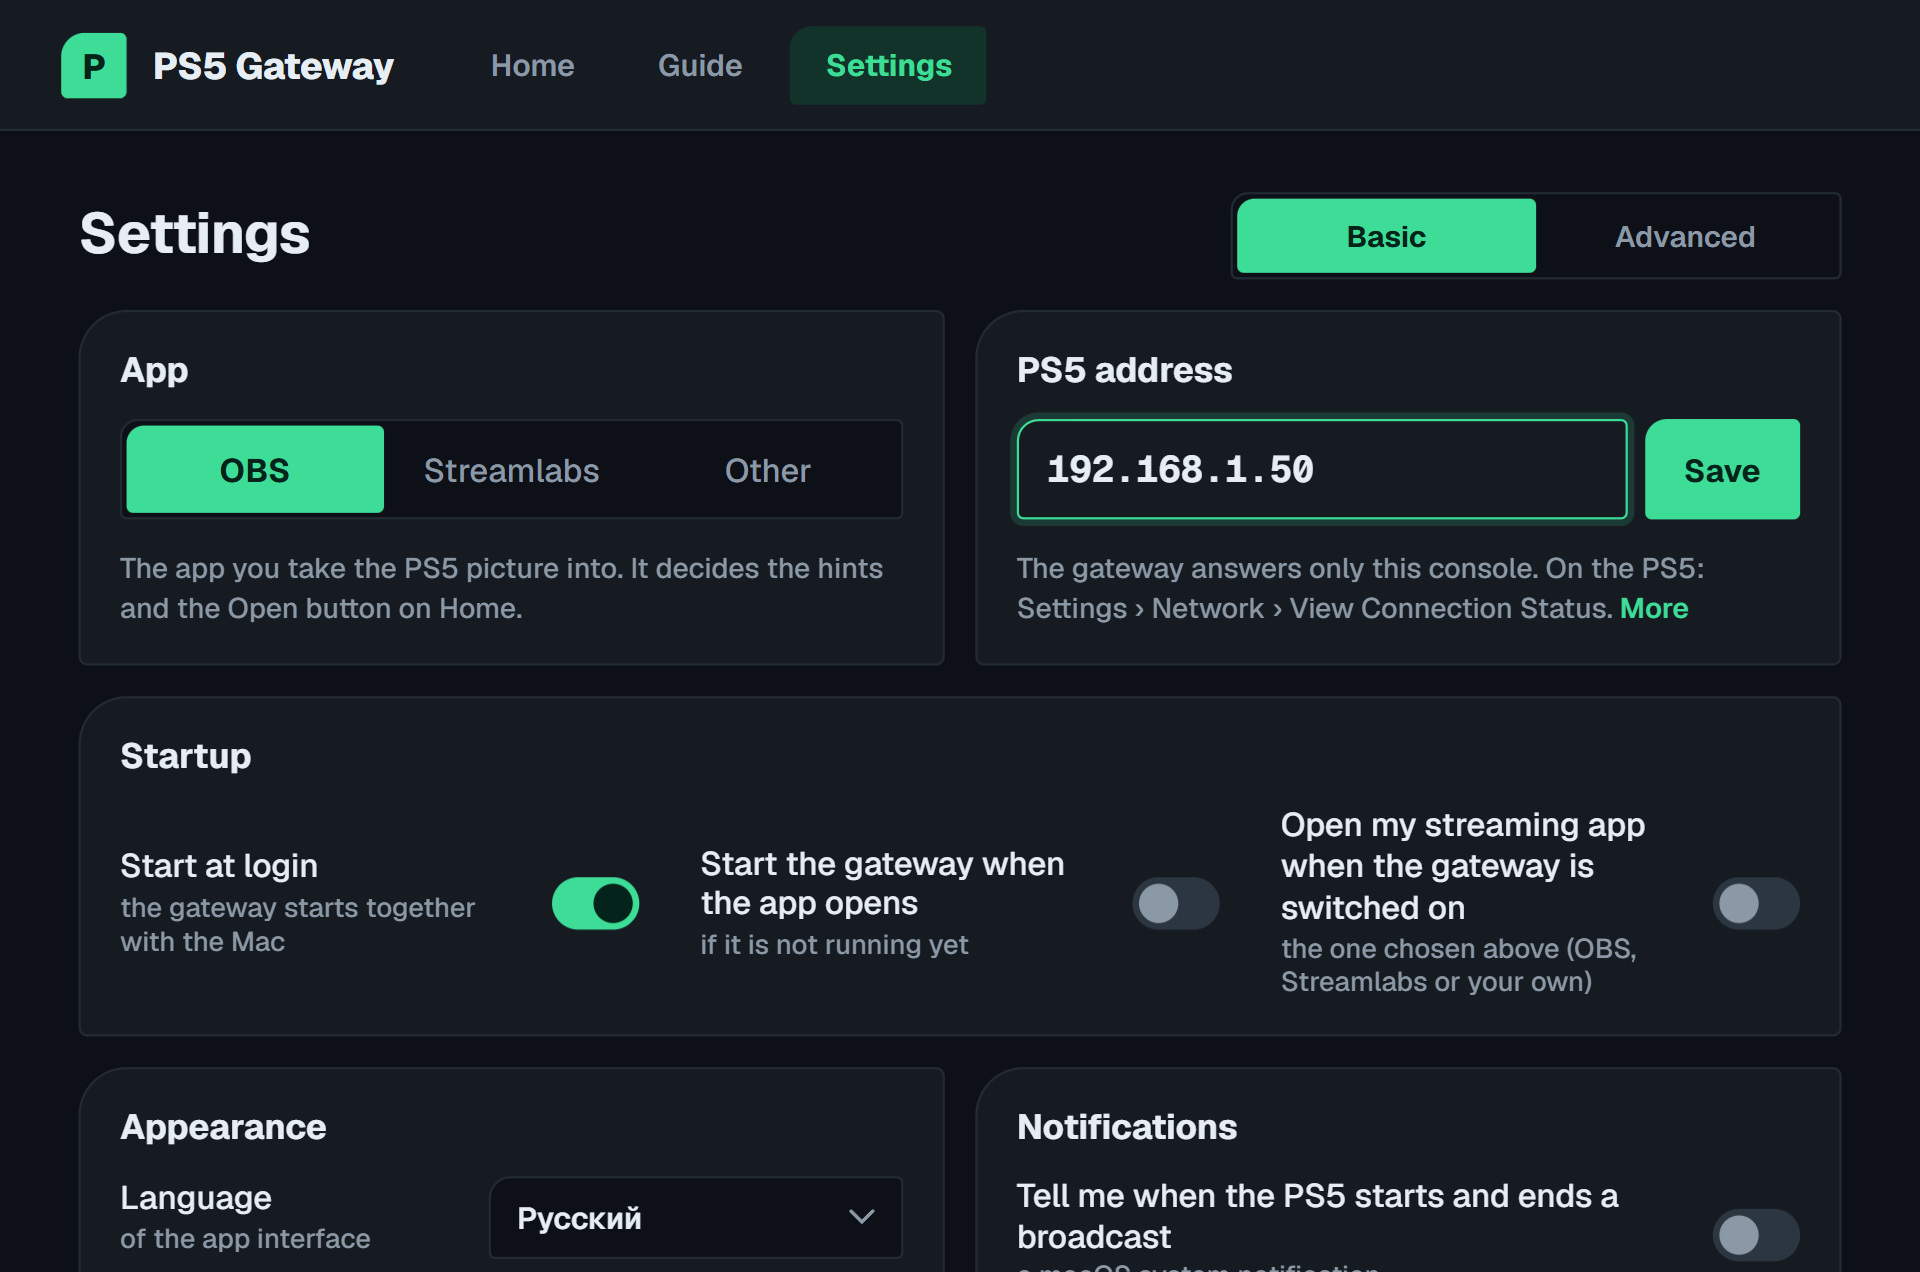 P PS5 Gateway Home Guide Settings
Settings
Basic Advanced
App
OBS Streamlabs Other
The app you take the PS5 picture into. It decides the hints
and the Open button on Home.
PS5 address
192.168.1.50 Save
The gateway answers only this console. On the PS5:
Settings › Network › View Connection Status. More
Startup
Start at login
the gateway starts together
with the Mac
Start the gateway when
the app opens
if it is not running yet
Open my streaming app
when the gateway is
switched on
the one chosen above (OBS,
Streamlabs or your own)
Appearance
Language
of the app interface
Русский
Notifications
Tell me when the PS5 starts and ends a
broadcast
a macOS system notification